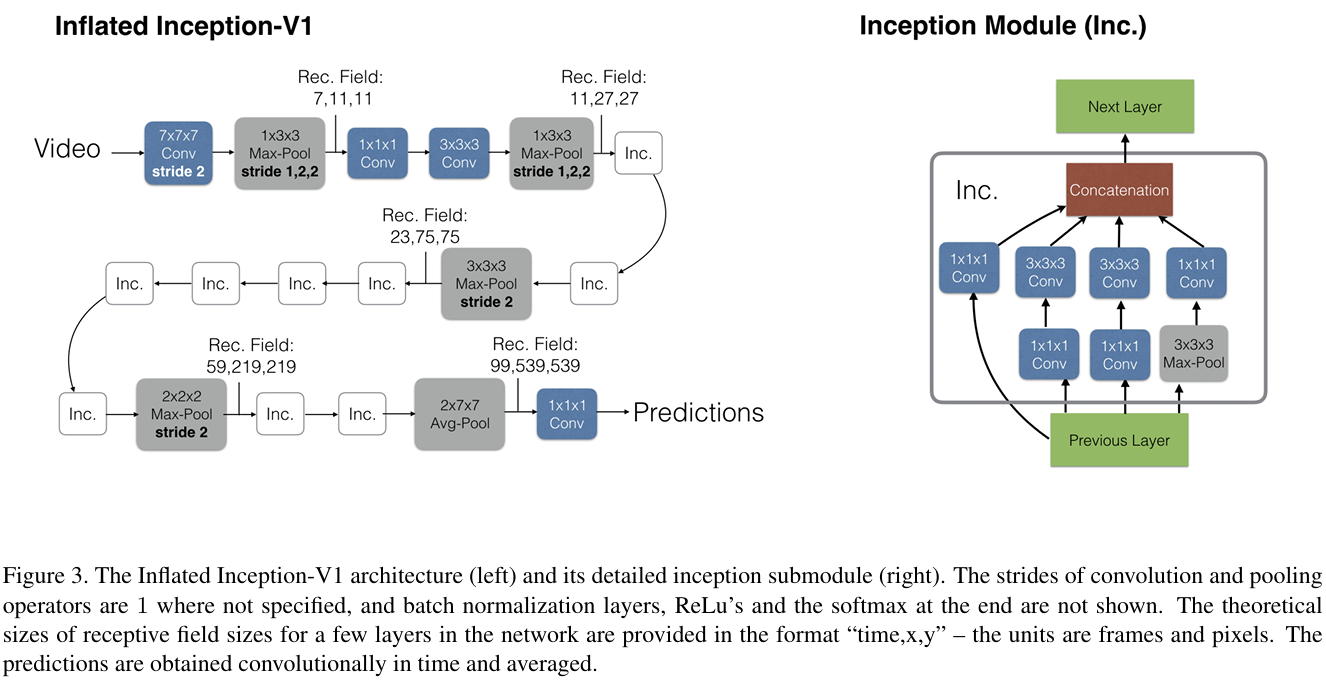 Inflated Inception-V1
Inception Module (Inc.)
Rec. Field:
7,11,11
Rec. Field:
11,27,27
Video
7x7x7
Conv
stride 2
1x3x3
Max-Pool
stride 1,2,2
1x1x1
Conv
3x3x3
Conv
1x3x3
Max-Pool
stride 1,2,2
Inc.
Rec. Field:
23,75,75
Inc.
Inc.
Inc.
Inc.
3x3x3
Max-Pool
stride 2
Inc.
Rec. Field:
59,219,219
Rec. Field:
99,539,539
Inc.
2x2x2
Max-Pool
stride 2
Inc.
Inc.
2x7x7
Avg-Pool
1x1x1
Conv
Predictions
Next Layer
Inc.
Concatenation
1x1x1
Conv
3x3x3
Conv
3x3x3
Conv
1x1x1
Conv
1x1x1
Conv
1x1x1
Conv
3x3x3
Max-Pool
Previous Layer
Figure 3. The Inflated Inception-V1 architecture (left) and its detailed inception submodule (right). The strides of convolution and pooling
operators are 1 where not specified, and batch normalization layers, ReLu's and the softmax at the end are not shown. The theoretical
sizes of receptive field sizes for a few layers in the network are provided in the format “time,x,y” – the units are frames and pixels. The
predictions are obtained convolutionally in time and averaged.